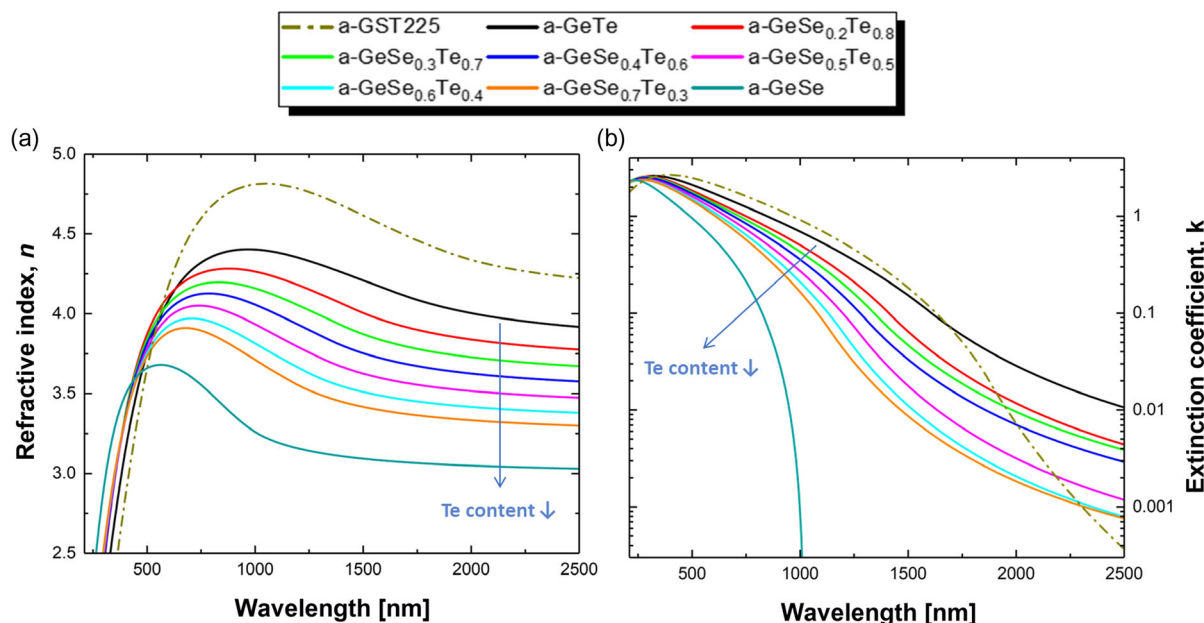 a-GST225 a-GeTe a-GeSe₀.₂Te₀.₈
a-GeSe₀.₃Te₀.₇ a-GeSe₀.₄Te₀.₆ a-GeSe₀.₅Te₀.₅
a-GeSe₀.₆Te₀.₄ a-GeSe₀.₇Te₀.₃ a-GeSe
(a)
5.0
4.5
4.0
3.5
3.0
2.5
Refractive index, n
Te content ↓
500 1000 1500 2000 2500
Wavelength [nm]
(b)
1
0.1
0.01
0.001
Extinction coefficient, k
Te content ↓
500 1000 1500 2000 2500
Wavelength [nm]